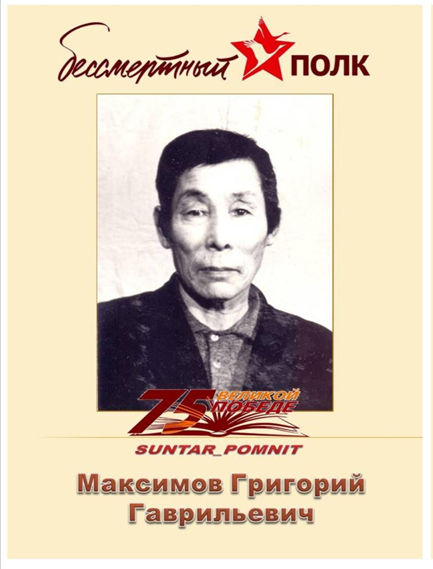 бессмертный ПОЛК
75 ВЕЛИКОЙ
ПОБЕДЕ
SUNTAR_POMNIT
Максимов Григорий
Гаврильевич